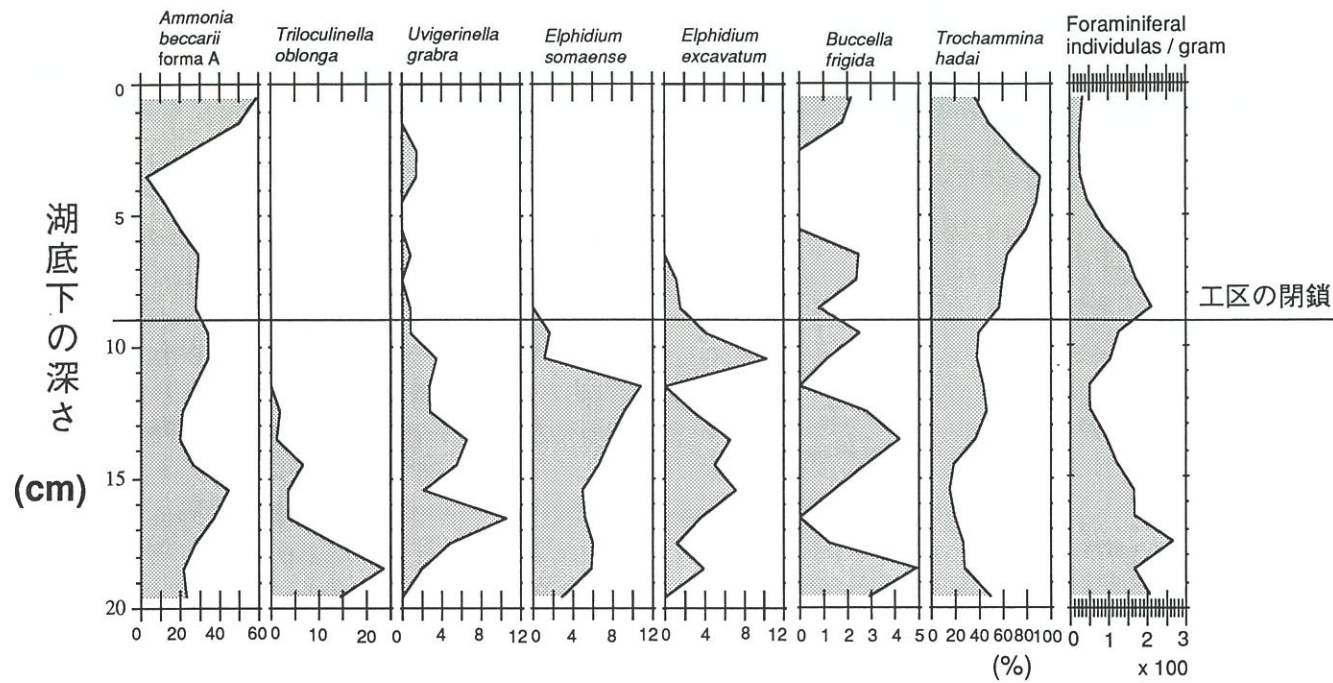 Ammonia
beccarii
forma A
Triloculinella
oblonga
Uvigerinella
grabra
Elphidium
somaense
Elphidium
excavatum
Buccella
frigida
Trochammina
hadai
Foraminiferal
individulas / gram
湖底下の深さ
(cm)
0
5
10
15
20
工区の閉鎖
0 20 40 60
0 10 20
0 4 8 12
0 4 8 12
0 4 8 12
0 1 2 3 4 5
0 20 40 60 80 100
0 1 2 3
(%)
x 100